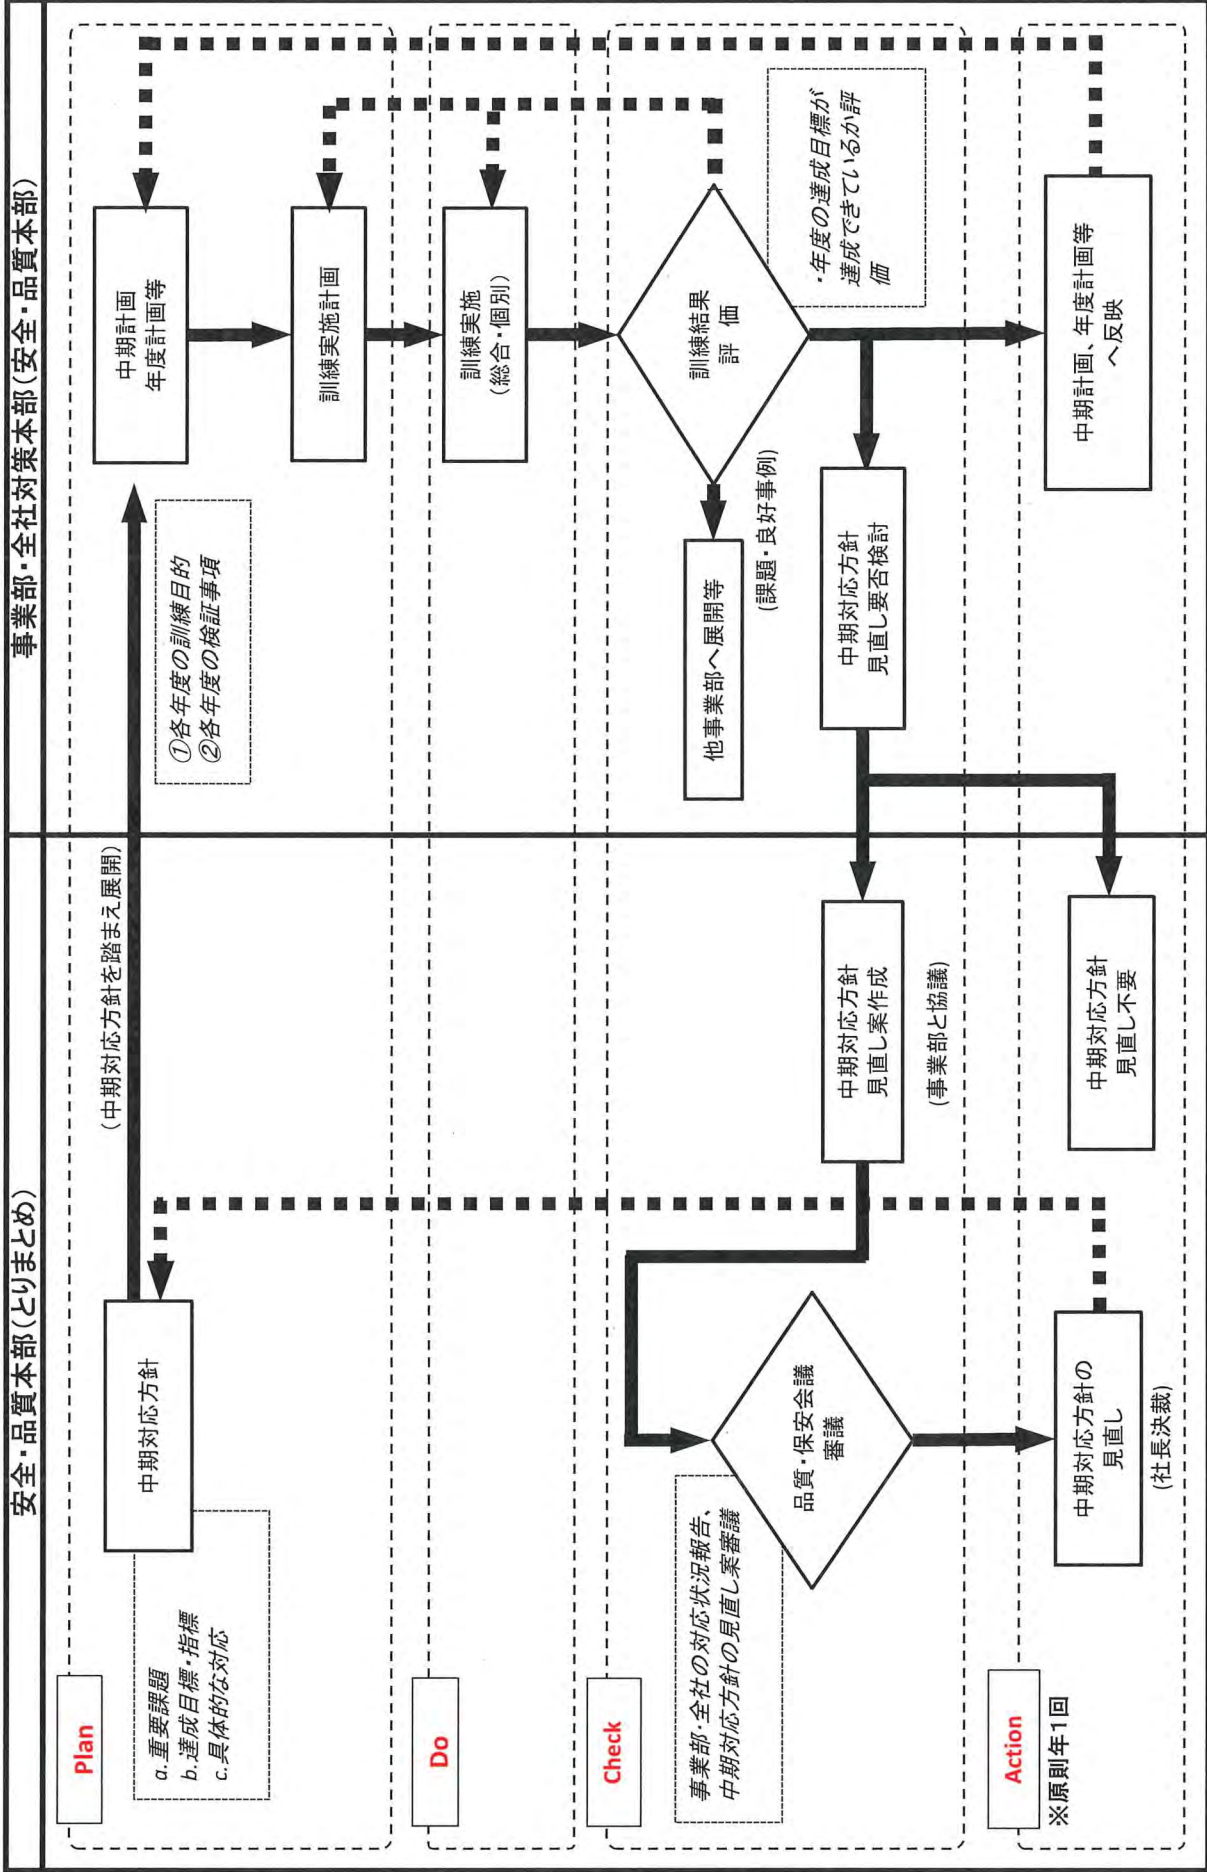 安全・品質本部(とりまとめ)
事業部・全社対策本部(安全・品質本部)
Plan
a.重要課題
b.達成目標・指標
c.具体的な対応
中期対応方針
(中期対応方針を踏まえ展開)
①各年度の訓練目的
②各年度の検証事項
中期計画
年度計画等
訓練実施計画
Do
訓練実施
(総合・個別)
Check
事業部・全社の対応状況報告、
中期対応方針の見直し案審議
品質・保安会議
審議
中期対応方針
見直し案作成
(事業部と協議)
他事業部へ展開等
(課題・良好事例)
中期対応方針
見直し要否検討
訓練結果
評 価
・年度の達成目標が
達成できているか評
価
Action
※原則年1回
中期対応方針の
見直し
(社長決裁)
中期対応方針
見直し不要
中期計画、年度計画等
へ反映